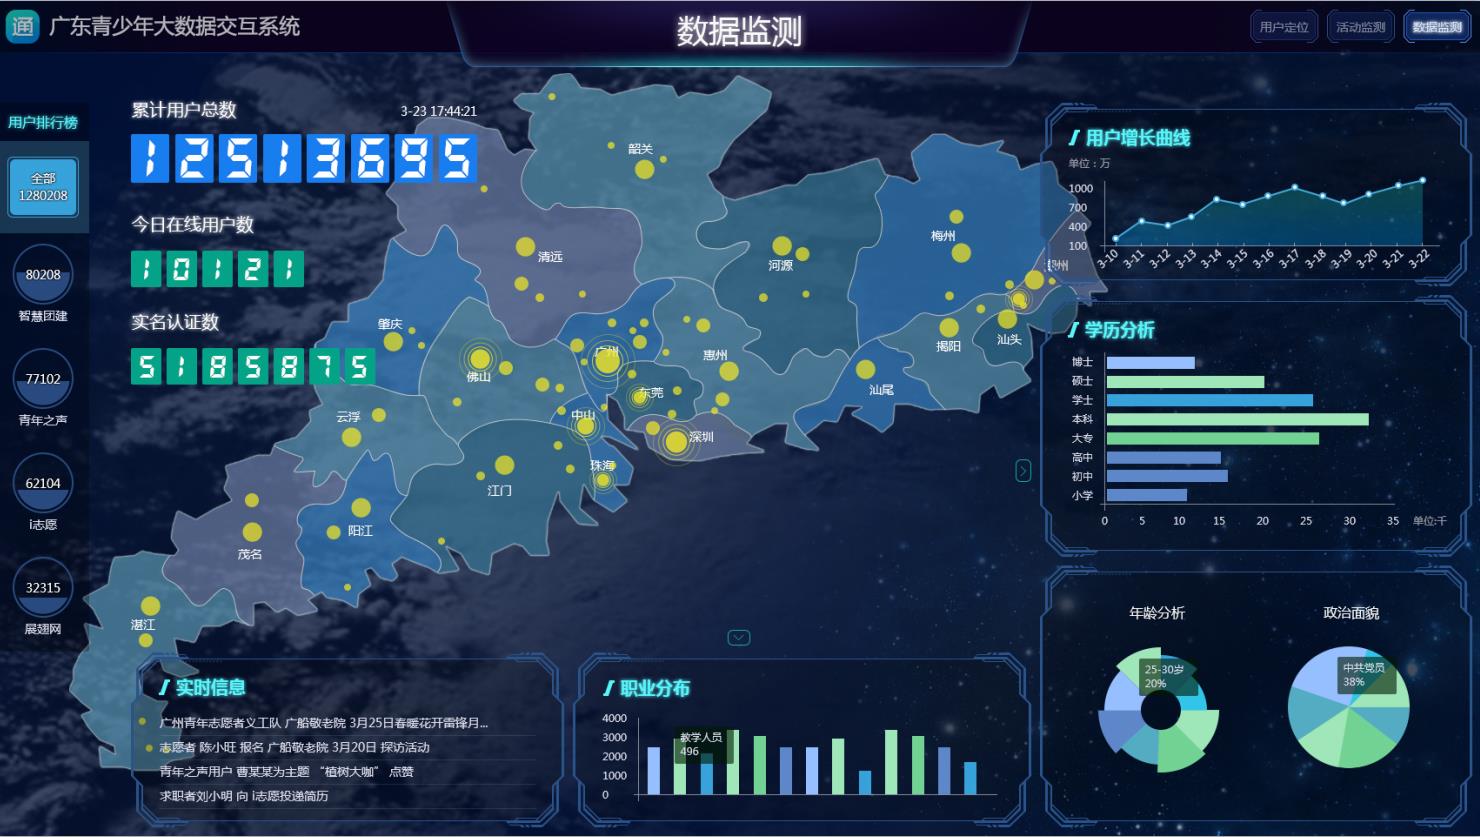 通 广东青少年大数据交互系统
数据监测
用户定位 活动监测 数据监测
用户排行榜
全部
1280208
80208
智慧团建
77102
青年之声
62104
i志愿
32315
展翅网
累计用户总数 3-23 17:44:21
12513695
今日在线用户数
10121
实名认证数
5185875
韶关
清远
河源
梅州
肇庆
佛山
广州
惠州
揭阳
汕头
汕尾
云浮
东莞
中山
深圳
珠海
江门
阳江
茂名
湛江
用户增长曲线
单位：万
1000
700
400
100
3-10 3-11 3-12 3-13 3-14 3-15 3-16 3-17 3-18 3-19 3-20 3-21 3-22
学历分析
博士
硕士
学士
本科
大专
高中
初中
小学
0 5 10 15 20 25 30 35 单位:千
年龄分析
25-30岁
20%
政治面貌
中共党员
38%
实时信息
广州青年志愿者义工队 广船敬老院 3月25日春暖花开雷锋月...
志愿者 陈小旺 报名 广船敬老院 3月20日 探访活动
青年之声用户 曹某某为主题 “植树大咖” 点赞
求职者刘小明 向 i志愿投递简历
职业分布
4000
3000
2000
1000
0
教学人员
496